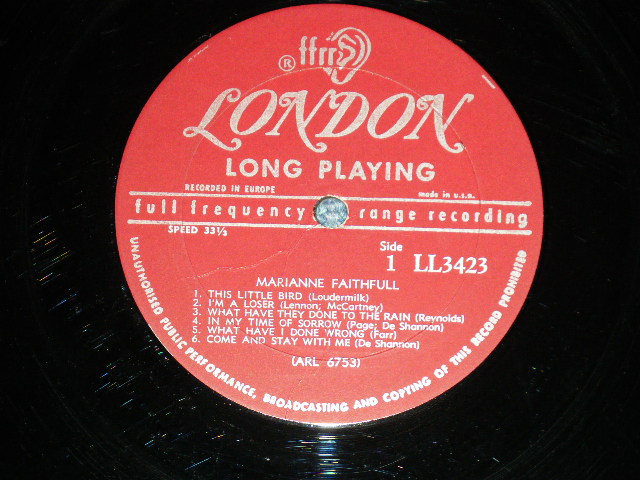 ffrr
®
LONDON
LONG PLAYING
RECORDED IN EUROPE
made in u.s.a.
full frequency range recording
SPEED 33⅓
Side
1 LL3423
MARIANNE FAITHFULL
1. THIS LITTLE BIRD (Loudermilk)
2. I'M A LOSER (Lennon; McCartney)
3. WHAT HAVE THEY DONE TO THE RAIN (Reynolds)
4. IN MY TIME OF SORROW (Page; De Shannon)
5. WHAT HAVE I DONE WRONG (Farr)
6. COME AND STAY WITH ME (De Shannon)
(ARL 6753)
UNAUTHORISED PUBLIC PERFORMANCE, BROADCASTING AND COPYING OF THIS RECORD PROHIBITED